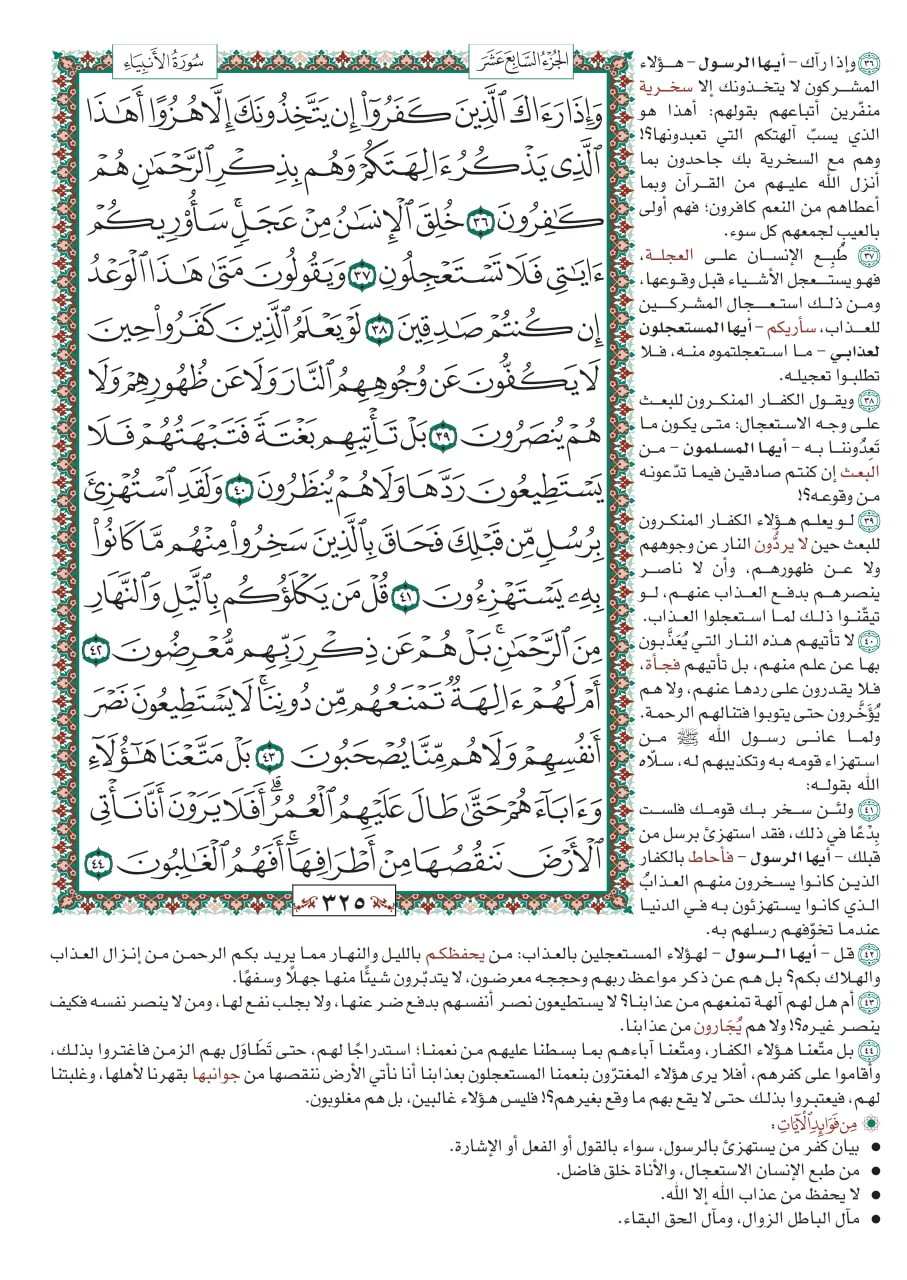 سُورَةُ الأَنبِيَاءِ
الجُزْءُ السَّابِعَ عَشَرَ
وَإِذَا رَءَاكَ ٱلَّذِينَ كَفَرُوٓاْ إِن يَتَّخِذُونَكَ إِلَّا هُزُوًا أَهَٰذَا
ٱلَّذِى يَذْكُرُ ءَالِهَتَكُمْ وَهُم بِذِكْرِ ٱلرَّحْمَٰنِ هُمْ
كَٰفِرُونَ ٣٦ خُلِقَ ٱلْإِنسَٰنُ مِنْ عَجَلٍۚ سَأُوْرِيكُمْ
ءَايَٰتِى فَلَا تَسْتَعْجِلُونِ ٣٧ وَيَقُولُونَ مَتَىٰ هَٰذَا ٱلْوَعْدُ
إِن كُنتُمْ صَٰدِقِينَ ٣٨ لَوْ يَعْلَمُ ٱلَّذِينَ كَفَرُواْ حِينَ
لَا يَكُفُّونَ عَن وُجُوهِهِمُ ٱلنَّارَ وَلَا عَن ظُهُورِهِمْ وَلَا
هُمْ يُنصَرُونَ ٣٩ بَلْ تَأْتِيهِم بَغْتَةً فَتَبْهَتُهُمْ فَلَا
يَسْتَطِيعُونَ رَدَّهَا وَلَا هُمْ يُنظَرُونَ ٤٠ وَلَقَدِ ٱسْتُهْزِئَ
بِرُسُلٍ مِّن قَبْلِكَ فَحَاقَ بِٱلَّذِينَ سَخِرُواْ مِنْهُم مَّا كَانُواْ
بِهِۦ يَسْتَهْزِءُونَ ٤١ قُلْ مَن يَكْلَؤُكُم بِٱلَّيْلِ وَٱلنَّهَارِ
مِنَ ٱلرَّحْمَٰنِۚ بَلْ هُمْ عَن ذِكْرِ رَبِّهِم مُّعْرِضُونَ ٤٢
أَمْ لَهُمْ ءَالِهَةٌ تَمْنَعُهُم مِّن دُونِنَاۚ لَا يَسْتَطِيعُونَ نَصْرَ
أَنفُسِهِمْ وَلَا هُم مِّنَّا يُصْحَبُونَ ٤٣ بَلْ مَتَّعْنَا هَٰٓؤُلَآءِ
وَءَابَآءَهُمْ حَتَّىٰ طَالَ عَلَيْهِمُ ٱلْعُمُرُۗ أَفَلَا يَرَوْنَ أَنَّا نَأْتِى
ٱلْأَرْضَ نَنقُصُهَا مِنْ أَطْرَافِهَآۚ أَفَهُمُ ٱلْغَٰلِبُونَ ٤٤
٣٢٥
٣٦ وإذا رآك - أيها الرسول - هؤلاء
المشركون لا يتخذونك إلا سخرية
منفّرين أتباعهم بقولهم: أهذا هو
الذي يسبّ آلهتكم التي تعبدونها؟!
وهم مع السخرية بك جاحدون بما
أنزل الله عليهم من القرآن وبما
أعطاهم من النعم كافرون؛ فهم أولى
بالعيب لجمعهم كل سوء.
٣٧ طُبِع الإنسان على العجلة،
فهو يستعجل الأشياء قبل وقوعها،
ومن ذلك استعجال المشركين
للعذاب، سأريكم - أيها المستعجلون
لعذابي - ما استعجلتموه منه، فلا
تطلبوا تعجيله.
٣٨ ويقول الكفار المنكرون للبعث
على وجه الاستعجال: متى يكون ما
تَعِدُوننا به - أيها المسلمون - من
البعث إن كنتم صادقين فيما تدّعونه
من وقوعه؟!
٣٩ لو يعلم هؤلاء الكفار المنكرون
للبعث حين لا يردُّون النار عن وجوههم
ولا عن ظهورهم، وأن لا ناصر
ينصرهم بدفع العذاب عنهم، لو
تيقّنوا ذلك لما استعجلوا العذاب.
٤٠ لا تأتيهم هذه النار التي يُعَذَّبون
بها عن علم منهم، بل تأتيهم فجأة،
فلا يقدرون على ردها عنهم، ولا هم
يُؤَخَّرون حتى يتوبوا فتنالهم الرحمة.
ولما عانى رسول الله ﷺ من
استهزاء قومه به وتكذيبهم له، سلّاه
الله بقوله:
٤١ ولئن سخر بك قومك فلست
بِدْعًا في ذلك، فقد استهزئ برسل من
قبلك - أيها الرسول - فأحاط بالكفار
الذين كانوا يسخرون منهم العذابُ
الذي كانوا يستهزئون به في الدنيا
عندما تخوّفهم رسلهم به.
٤٢ قل - أيها الرسول - لهؤلاء المستعجلين بالعذاب: من يحفظكم بالليل والنهار مما يريد بكم الرحمن من إنزال العذاب
والهلاك بكم؟ بل هم عن ذكر مواعظ ربهم وحججه معرضون، لا يتدبّرون شيئًا منها جهلًا وسفهًا.
٤٣ أم هل لهم آلهة تمنعهم من عذابنا؟ لا يستطيعون نصر أنفسهم بدفع ضر عنها، ولا بجلب نفع لها، ومن لا ينصر نفسه فكيف
ينصر غيره؟! ولا هم يُجَارون من عذابنا.
٤٤ بل متّعنا هؤلاء الكفار، ومتّعنا آباءهم بما بسطنا عليهم من نعمنا؛ استدراجًا لهم، حتى تَطَاوَل بهم الزمن فاغتروا بذلك،
وأقاموا على كفرهم، أفلا يرى هؤلاء المغترّون بنعمنا المستعجلون بعذابنا أنا نأتي الأرض ننقصها من جوانبها بقهرنا لأهلها، وغلبتنا
لهم، فيعتبروا بذلك حتى لا يقع بهم ما وقع بغيرهم؟! فليس هؤلاء غالبين، بل هم مغلوبون.
مِن فَوَائِدِ الآيَاتِ:
• بيان كفر من يستهزئ بالرسول، سواء بالقول أو الفعل أو الإشارة.
• من طبع الإنسان الاستعجال، والأناة خلق فاضل.
• لا يحفظ من عذاب الله إلا الله.
• مآل الباطل الزوال، ومآل الحق البقاء.